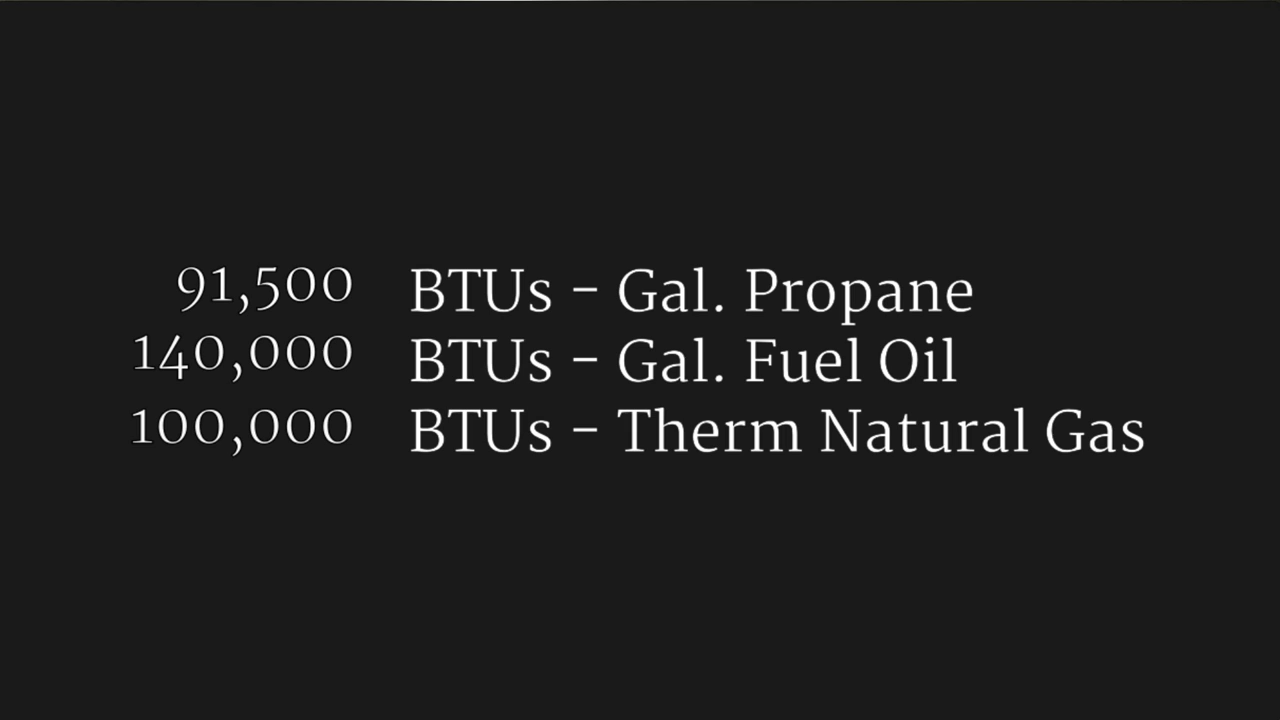 91,500 BTUs – Gal. Propane
140,000 BTUs – Gal. Fuel Oil
100,000 BTUs – Therm Natural Gas